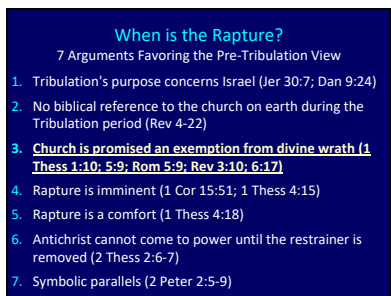 When is the Rapture?
7 Arguments Favoring the Pre-Tribulation View
1. Tribulation's purpose concerns Israel (Jer 30:7; Dan 9:24)
2. No biblical reference to the church on earth during the
Tribulation period (Rev 4-22)
3. Church is promised an exemption from divine wrath (1
Thess 1:10; 5:9; Rom 5:9; Rev 3:10; 6:17)
4. Rapture is imminent (1 Cor 15:51; 1 Thess 4:15)
5. Rapture is a comfort (1 Thess 4:18)
6. Antichrist cannot come to power until the restrainer is
removed (2 Thess 2:6-7)
7. Symbolic parallels (2 Peter 2:5-9)